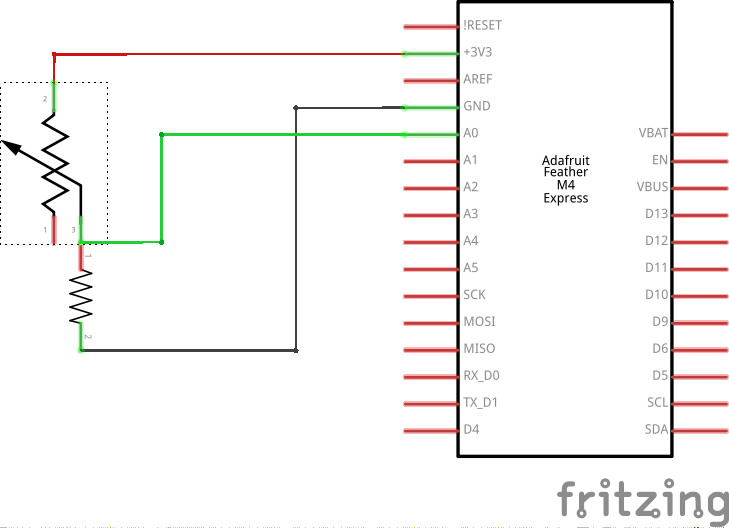 !RESET
+3V3
AREF
GND
A0
A1
A2
A3
A4
A5
SCK
MOSI
MISO
RX_D0
TX_D1
D4
Adafruit
Feather
M4
Express
VBAT
EN
VBUS
D13
D12
D11
D10
D9
D6
D5
SCL
SDA
2
1
3
1
2
fritzing